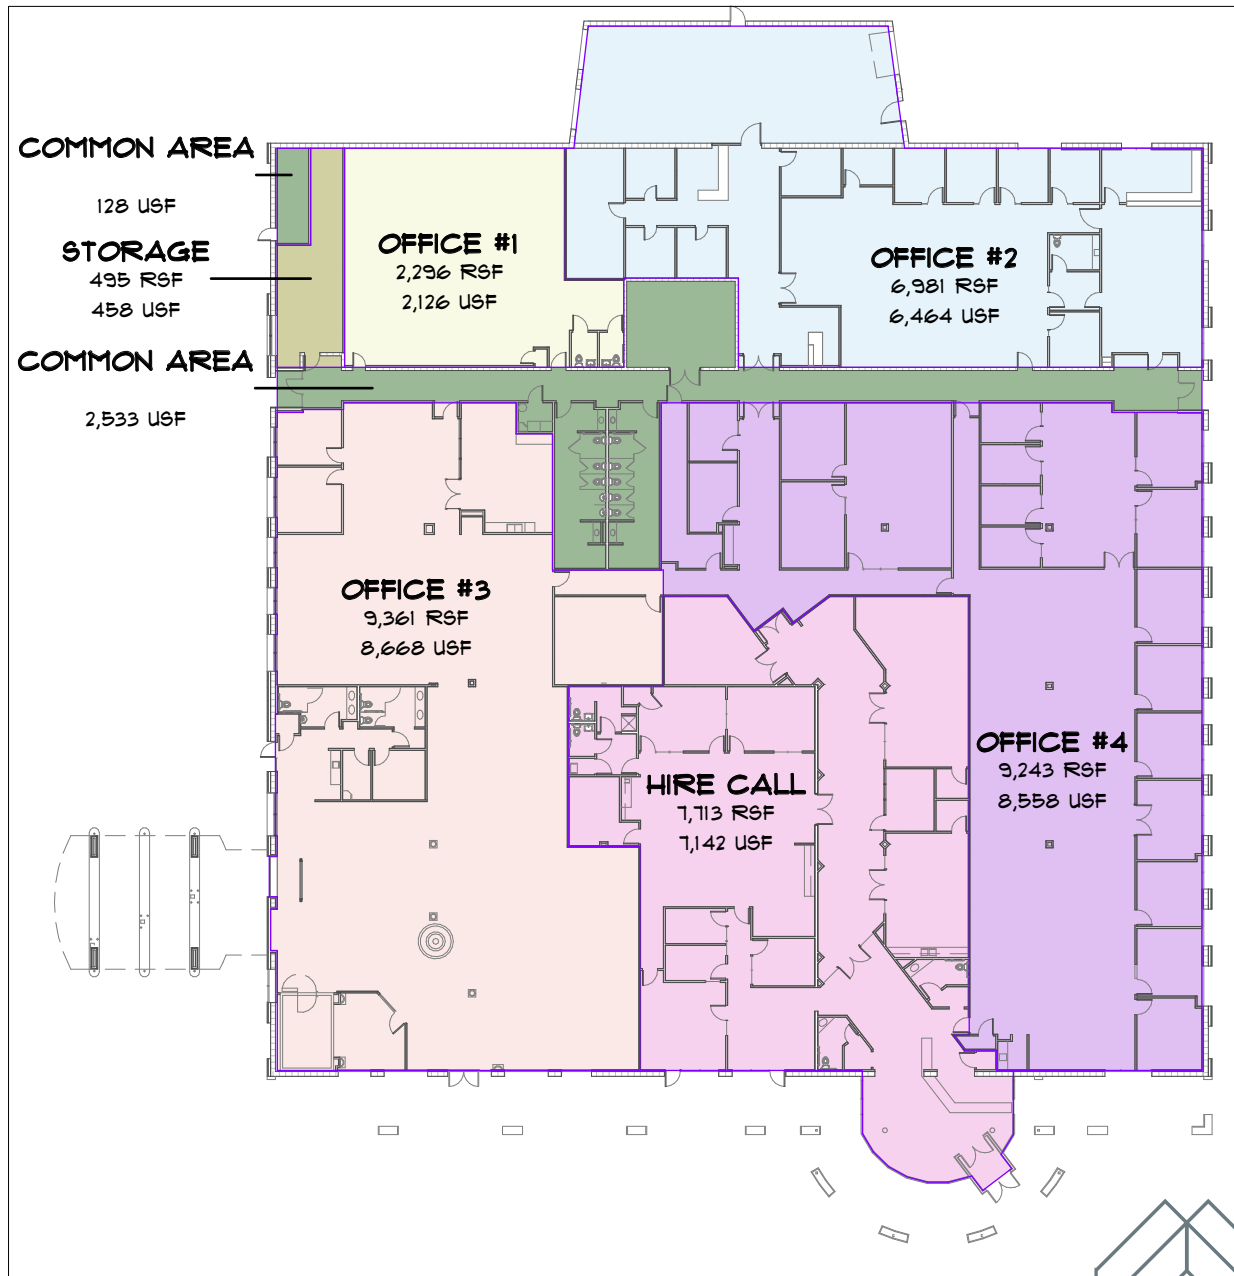 COMMON AREA
128 USF
STORAGE
495 RSF
458 USF
COMMON AREA
2,533 USF
OFFICE #1
2,296 RSF
2,126 USF
OFFICE #2
6,981 RSF
6,464 USF
OFFICE #3
9,361 RSF
8,668 USF
HIRE CALL
7,713 RSF
7,142 USF
OFFICE #4
9,243 RSF
8,558 USF